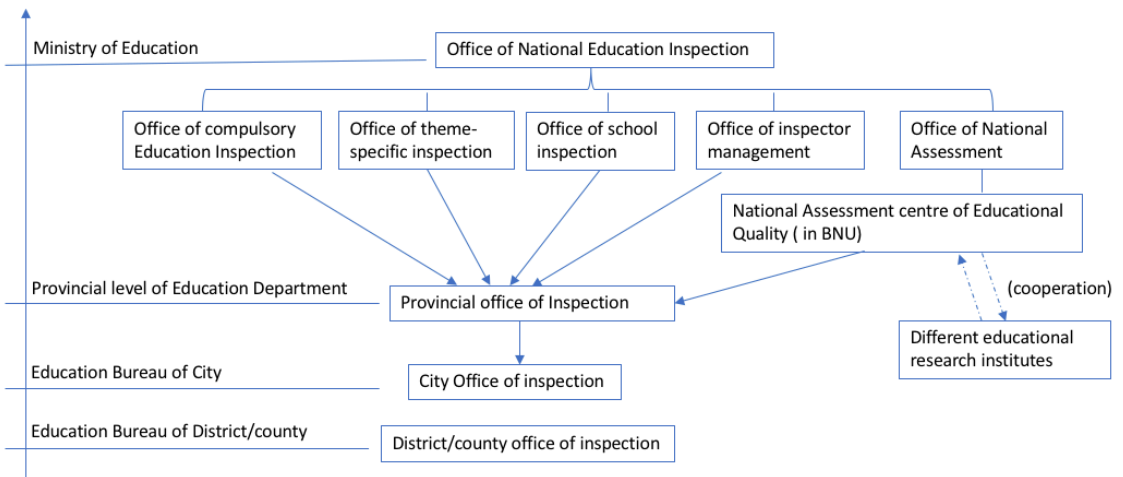 Ministry of Education
Office of National Education Inspection
Office of compulsory
Education Inspection
Office of theme-
specific inspection
Office of school
inspection
Office of inspector
management
Office of National
Assessment
National Assessment centre of Educational
Quality ( in BNU)
Provincial level of Education Department
Provincial office of Inspection
(cooperation)
Different educational
research institutes
Education Bureau of City
City Office of inspection
Education Bureau of District/county
District/county office of inspection